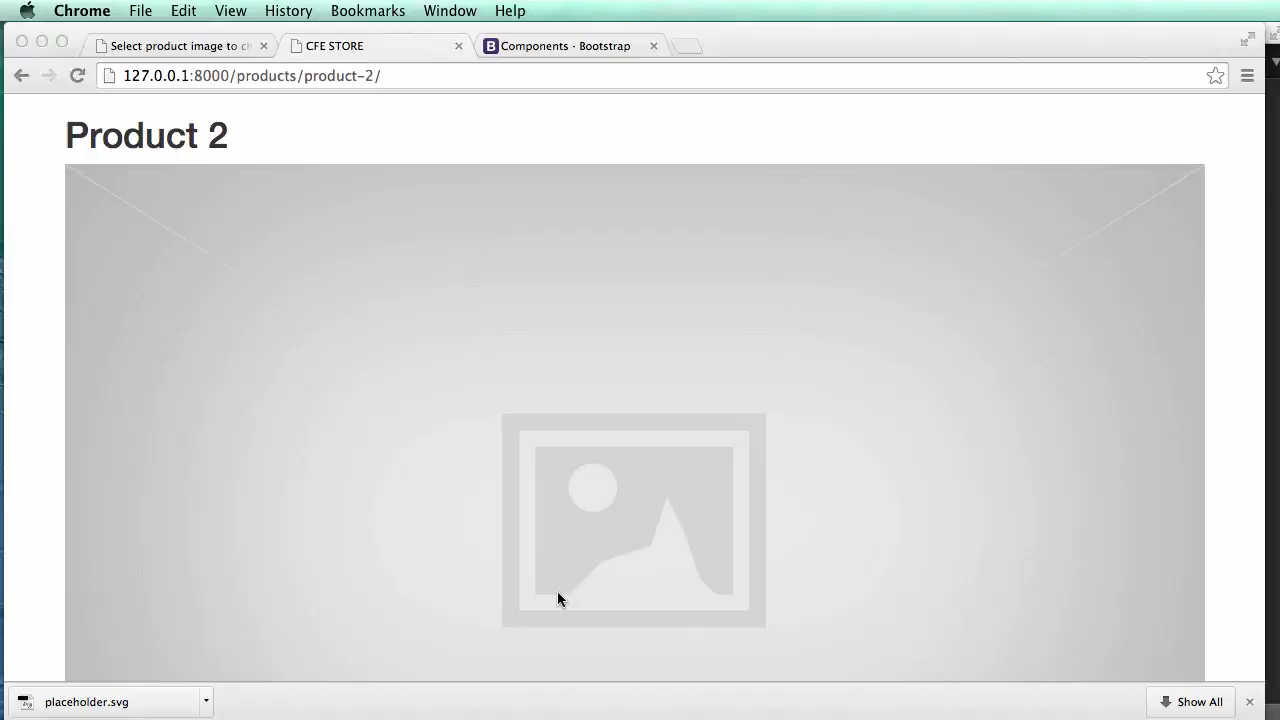 Chrome File Edit View History Bookmarks Window Help
Select product image to ch
CFE STORE
B Components · Bootstrap
127.0.0.1:8000/products/product-2/
Product 2
placeholder.svg
Show All